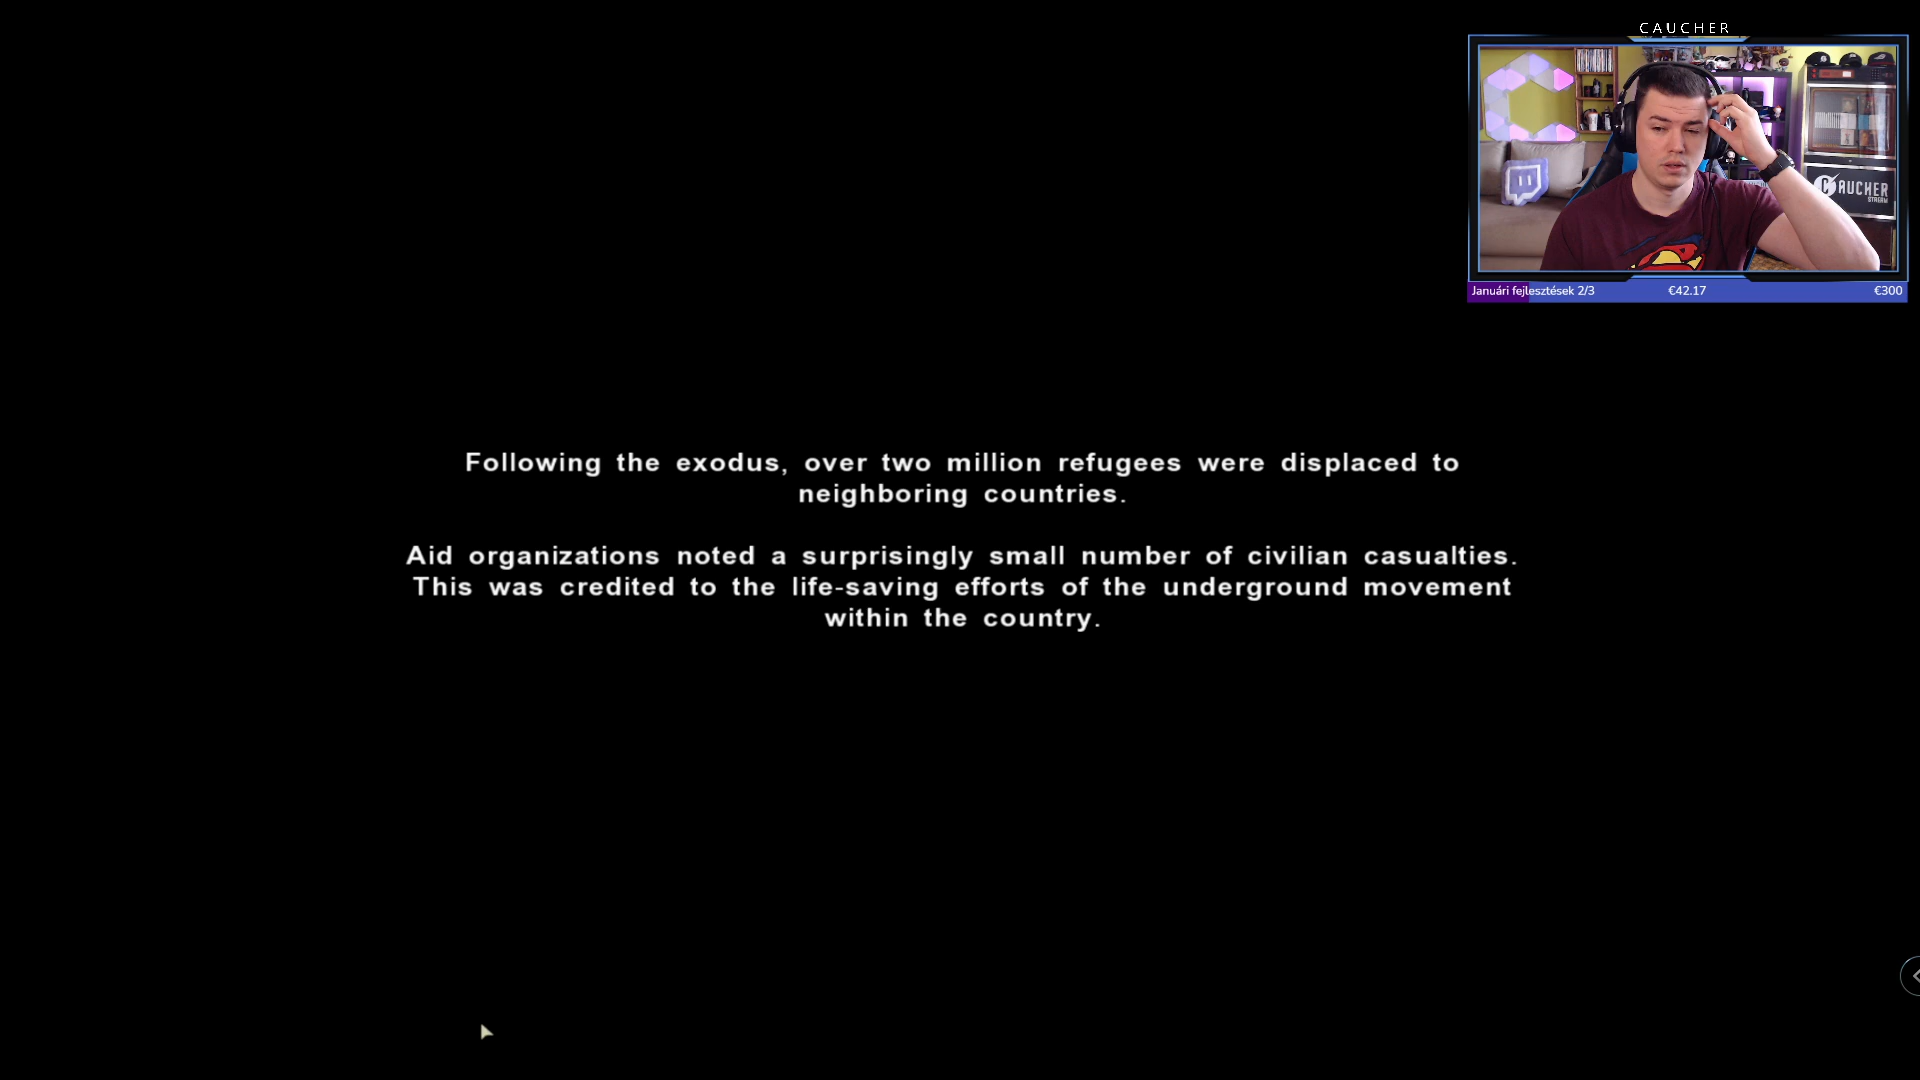 CAUCHER
CAUCHER
STREAM
Januári fejlesztések 2/3 €42.17 €300
Following the exodus, over two million refugees were displaced to
neighboring countries.
Aid organizations noted a surprisingly small number of civilian casualties.
This was credited to the life-saving efforts of the underground movement
within the country.